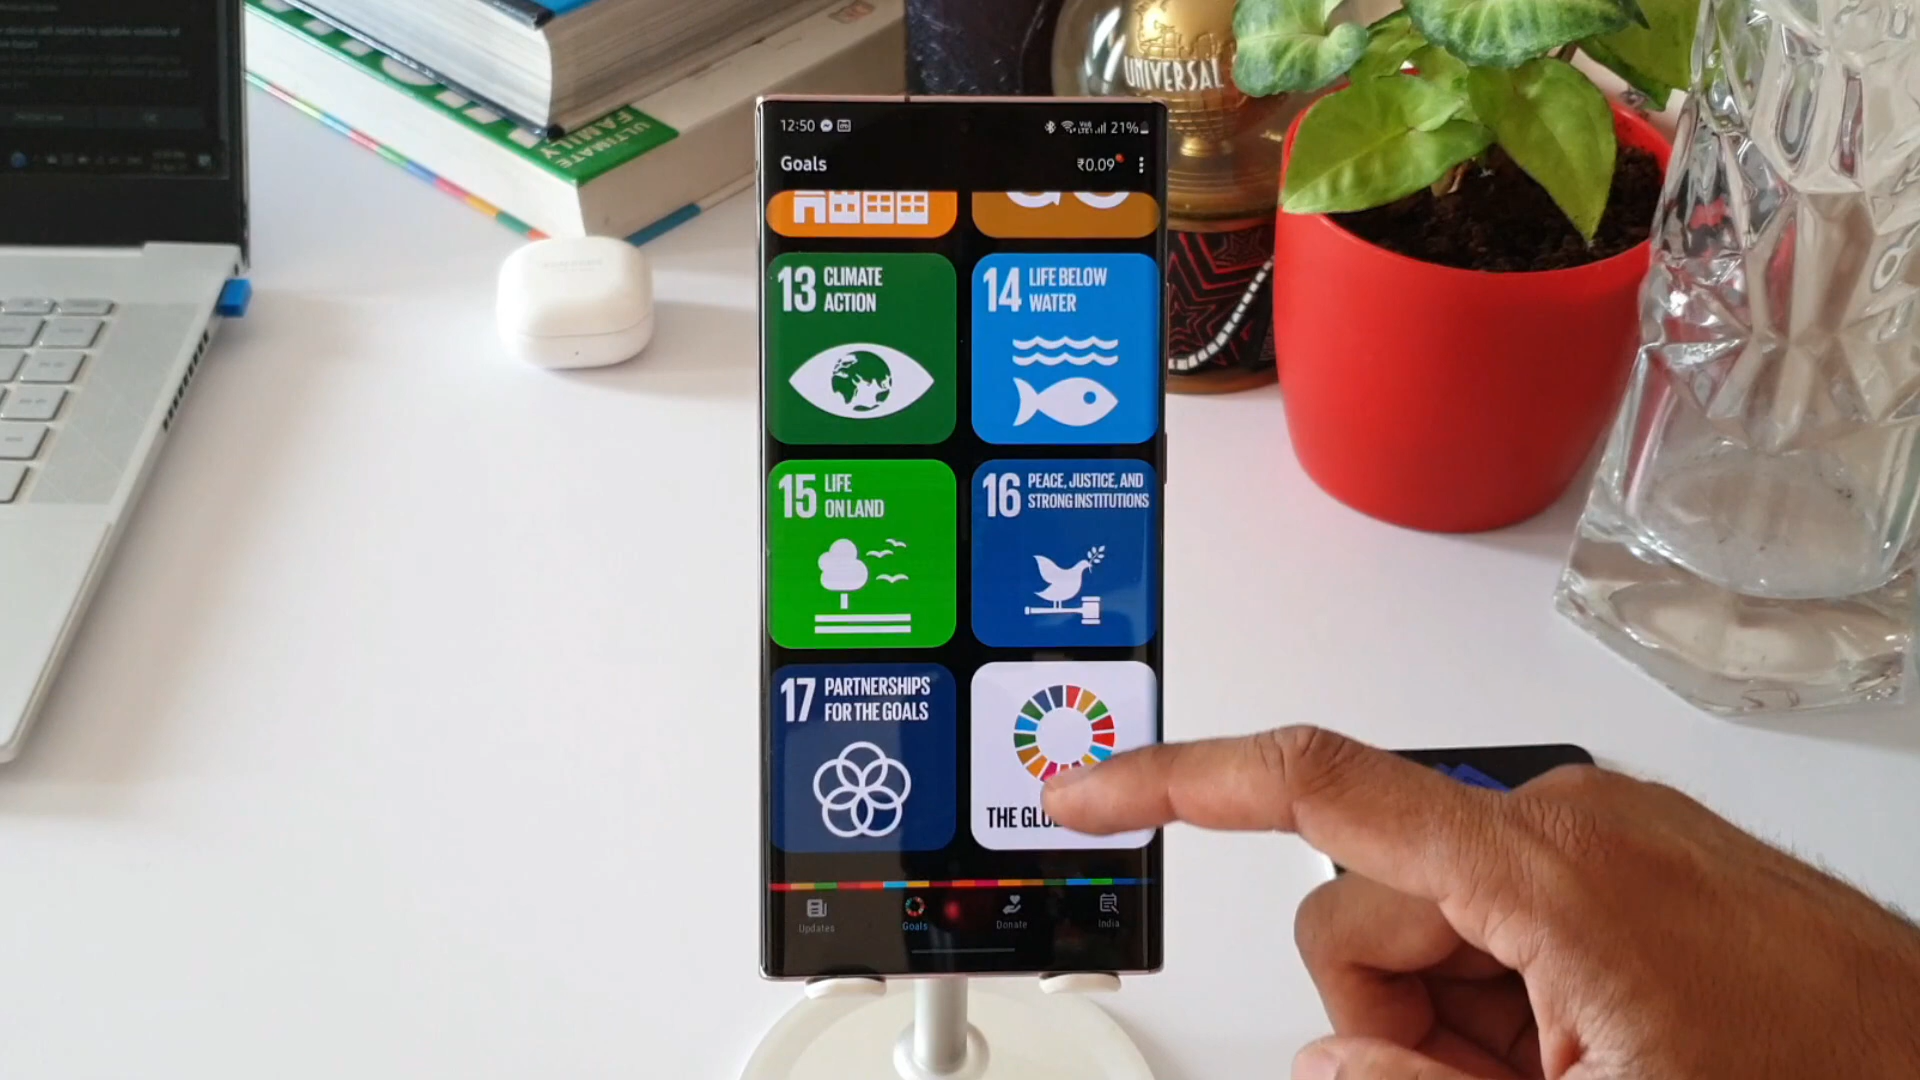 ULTIMATE
FAMILY
UNIVERSAL
12:50
21%
Goals
₹0.09
13 CLIMATE
ACTION
14 LIFE BELOW
WATER
15 LIFE
ON LAND
16 PEACE, JUSTICE, AND
STRONG INSTITUTIONS
17 PARTNERSHIPS
FOR THE GOALS
THE
Updates
Goals
Donate
India